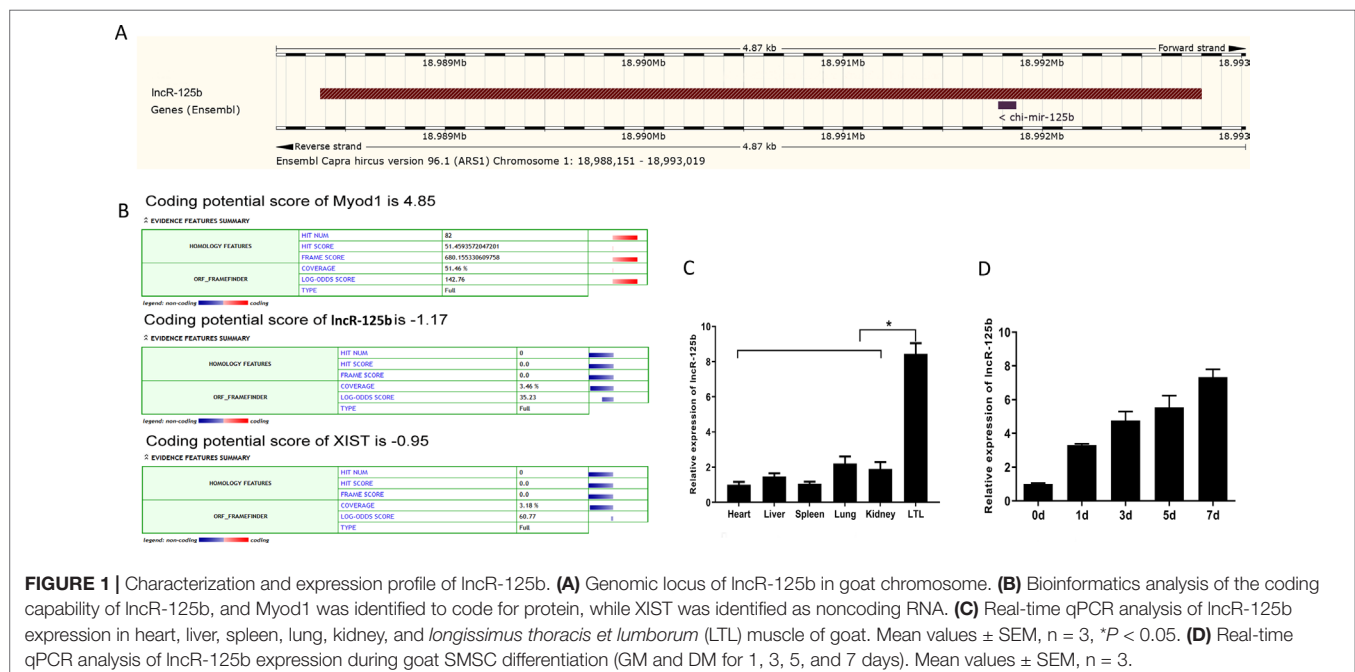 A
4.87 kb
Forward strand
18.989Mb 18.990Mb 18.991Mb 18.992Mb 18.993
lncR-125b
Genes (Ensembl)
< chi-mir-125b
18.989Mb 18.990Mb 18.991Mb 18.992Mb 18.993
Reverse strand
4.87 kb
Ensembl Capra hircus version 96.1 (ARS1) Chromosome 1: 18,988,151 - 18,993,019
B
Coding potential score of Myod1 is 4.85
EVIDENCE FEATURES SUMMARY
HOMOLOGY FEATURES
HIT NUM 82
HIT SCORE 51.4593572047201
FRAME SCORE 680.155330609758
ORF_FRAMEFINDER
COVERAGE 51.46 %
LOG-ODDS SCORE 142.76
TYPE Full
legend: non-coding coding
Coding potential score of lncR-125b is -1.17
EVIDENCE FEATURES SUMMARY
HOMOLOGY FEATURES
HIT NUM 0
HIT SCORE 0.0
FRAME SCORE 0.0
ORF_FRAMEFINDER
COVERAGE 3.46 %
LOG-ODDS SCORE 35.23
TYPE Full
legend: non-coding coding
Coding potential score of XIST is -0.95
EVIDENCE FEATURES SUMMARY
HOMOLOGY FEATURES
HIT NUM 0
HIT SCORE 0.0
FRAME SCORE 0.0
ORF_FRAMEFINDER
COVERAGE 3.18 %
LOG-ODDS SCORE 60.77
TYPE Full
legend: non-coding coding
C
Relative expression of lncR-125b
10
8
6
4
2
0
*
Heart Liver Spleen Lung Kidney LTL
D
Relative expression of lncR-125b
10
8
6
4
2
0
0d 1d 3d 5d 7d
FIGURE 1 | Characterization and expression profile of lncR-125b. (A) Genomic locus of lncR-125b in goat chromosome. (B) Bioinformatics analysis of the coding
capability of lncR-125b, and Myod1 was identified to code for protein, while XIST was identified as noncoding RNA. (C) Real-time qPCR analysis of lncR-125b
expression in heart, liver, spleen, lung, kidney, and longissimus thoracis et lumborum (LTL) muscle of goat. Mean values ± SEM, n = 3, *P < 0.05. (D) Real-time
qPCR analysis of lncR-125b expression during goat SMSC differentiation (GM and DM for 1, 3, 5, and 7 days). Mean values ± SEM, n = 3.